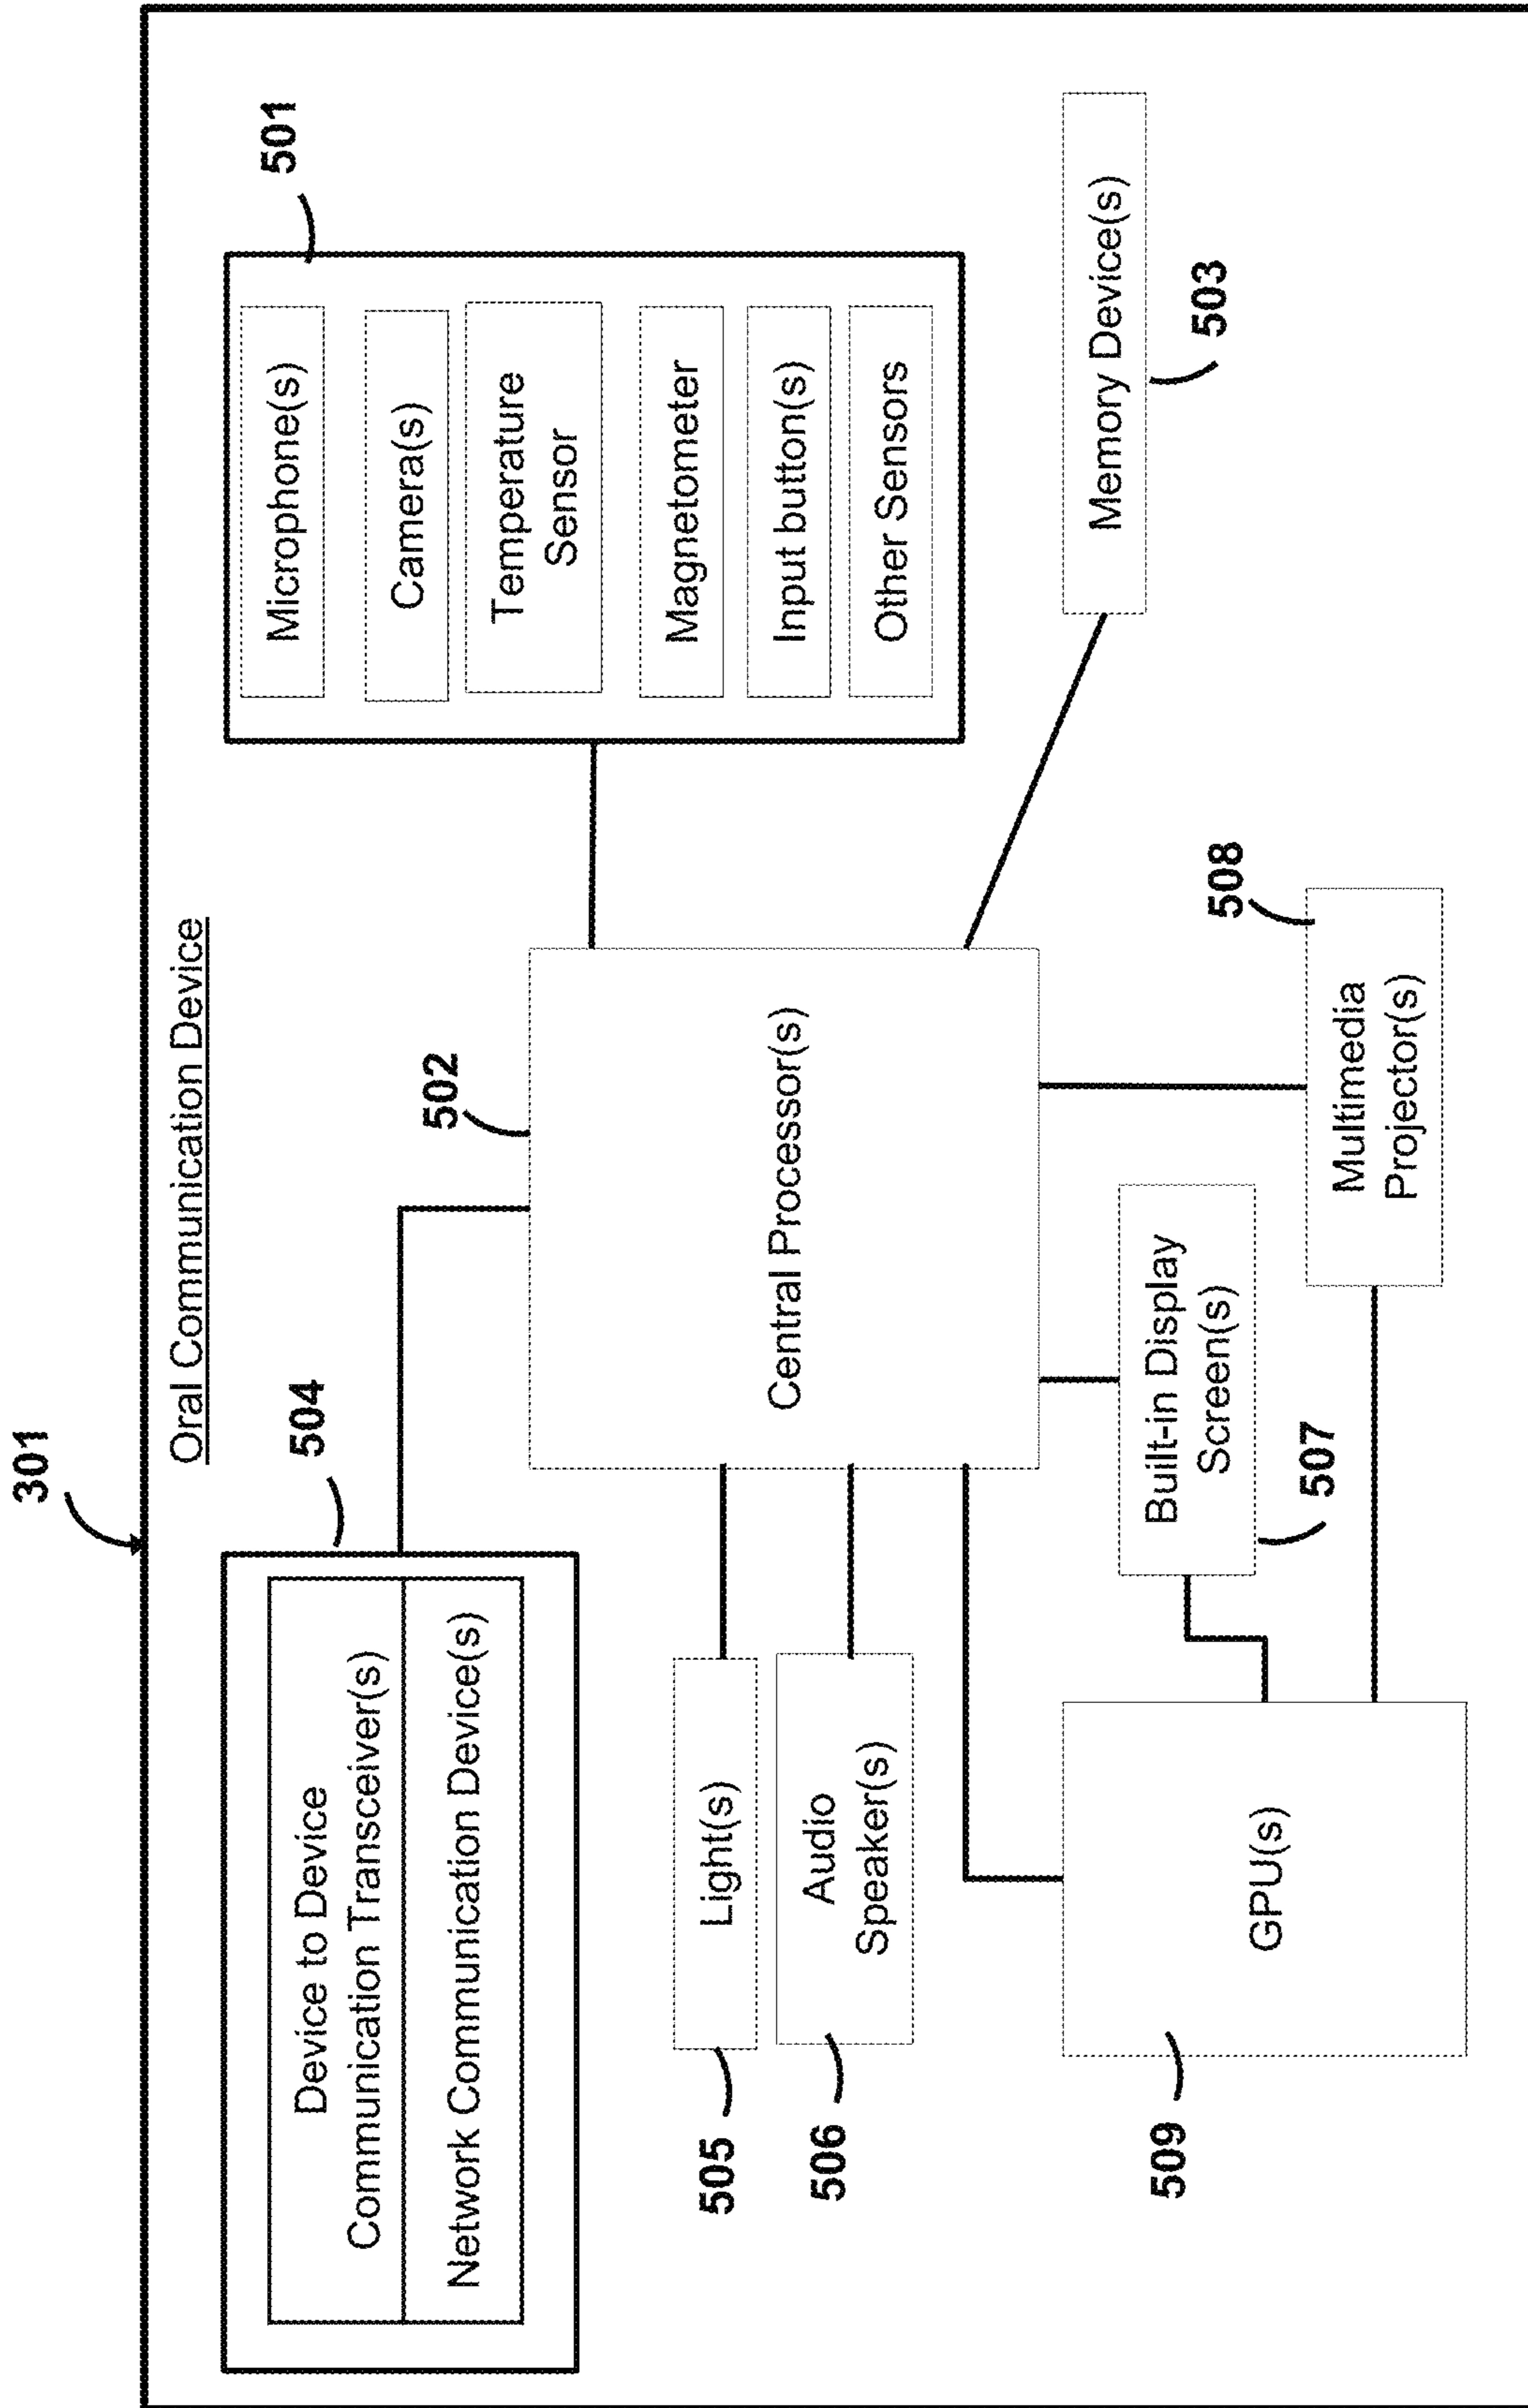 301
Oral Communication Device
504
Device to Device
Communication Transceiver(s)
Network Communication Device(s)
502
Central Processor(s)
501
Microphone(s)
Camera(s)
Temperature
Sensor
Magnetometer
Input button(s)
Other Sensors
Memory Device(s)
503
505
Light(s)
506
Audio
Speaker(s)
509
GPU(s)
Built-in Display
Screen(s)
507
508
Multimedia
Projector(s)